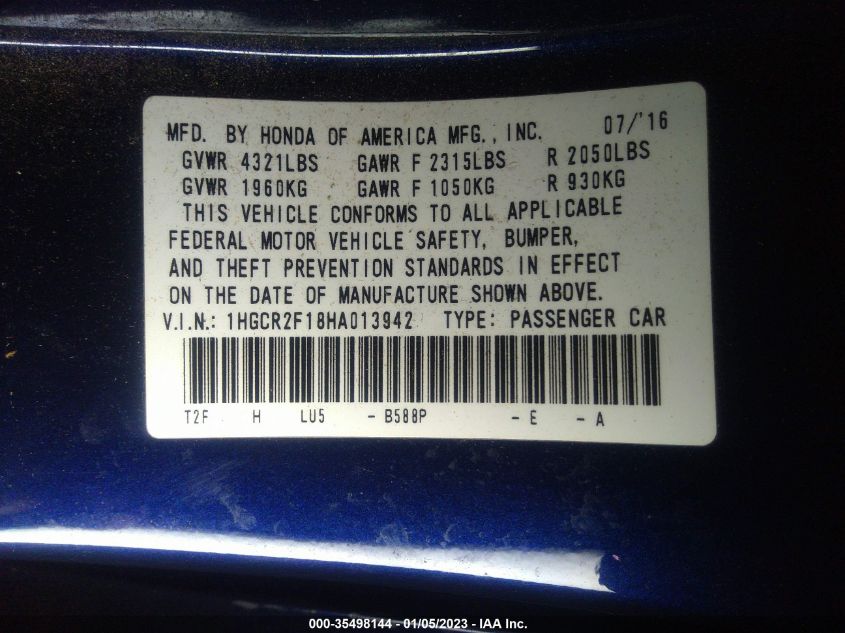 MFD. BY HONDA OF AMERICA MFG., INC. 07/'16
GVWR 4321LBS GAWR F 2315LBS R 2050LBS
GVWR 1960KG GAWR F 1050KG R 930KG
THIS VEHICLE CONFORMS TO ALL APPLICABLE
FEDERAL MOTOR VEHICLE SAFETY, BUMPER,
AND THEFT PREVENTION STANDARDS IN EFFECT
ON THE DATE OF MANUFACTURE SHOWN ABOVE.
V.I.N.: 1HGCR2F18HA013942 TYPE: PASSENGER CAR
T2F H LU5 - B588P - E - A
000-35498144 - 01/05/2023 - IAA Inc.